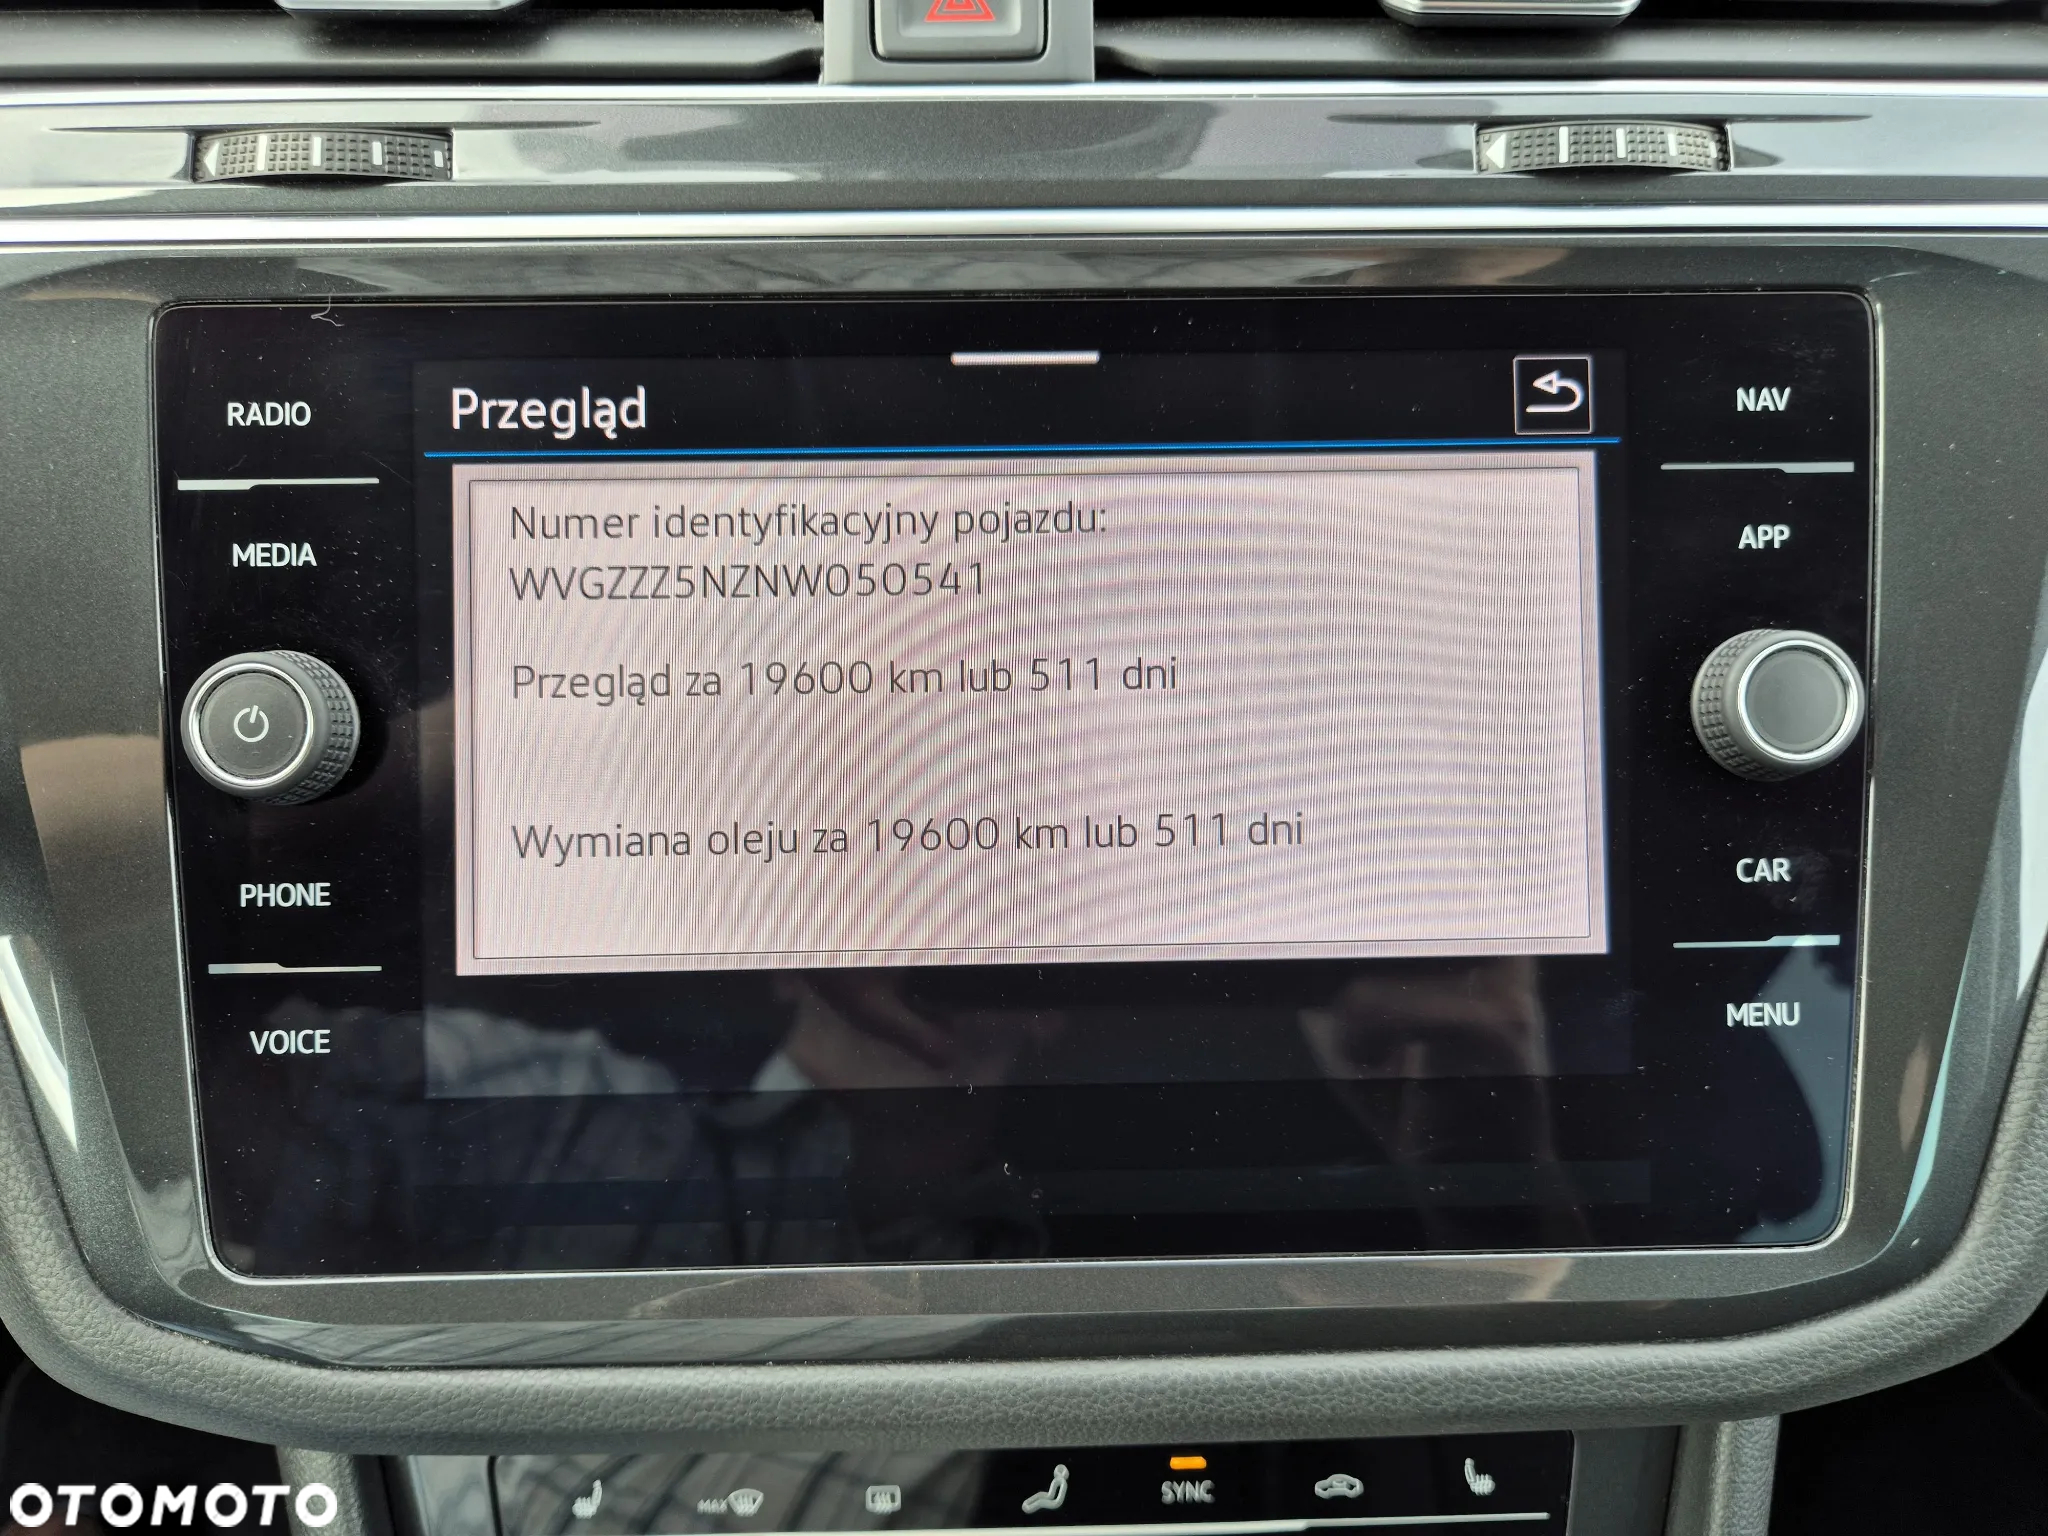 RADIO
MEDIA
PHONE
VOICE
Przegląd
Numer identyfikacyjny pojazdu:
WVGZZZ5NZNW050541
Przegląd za 19600 km lub 511 dni
Wymiana oleju za 19600 km lub 511 dni
NAV
APP
CAR
MENU
MAX
SYNC
OTOMOTO